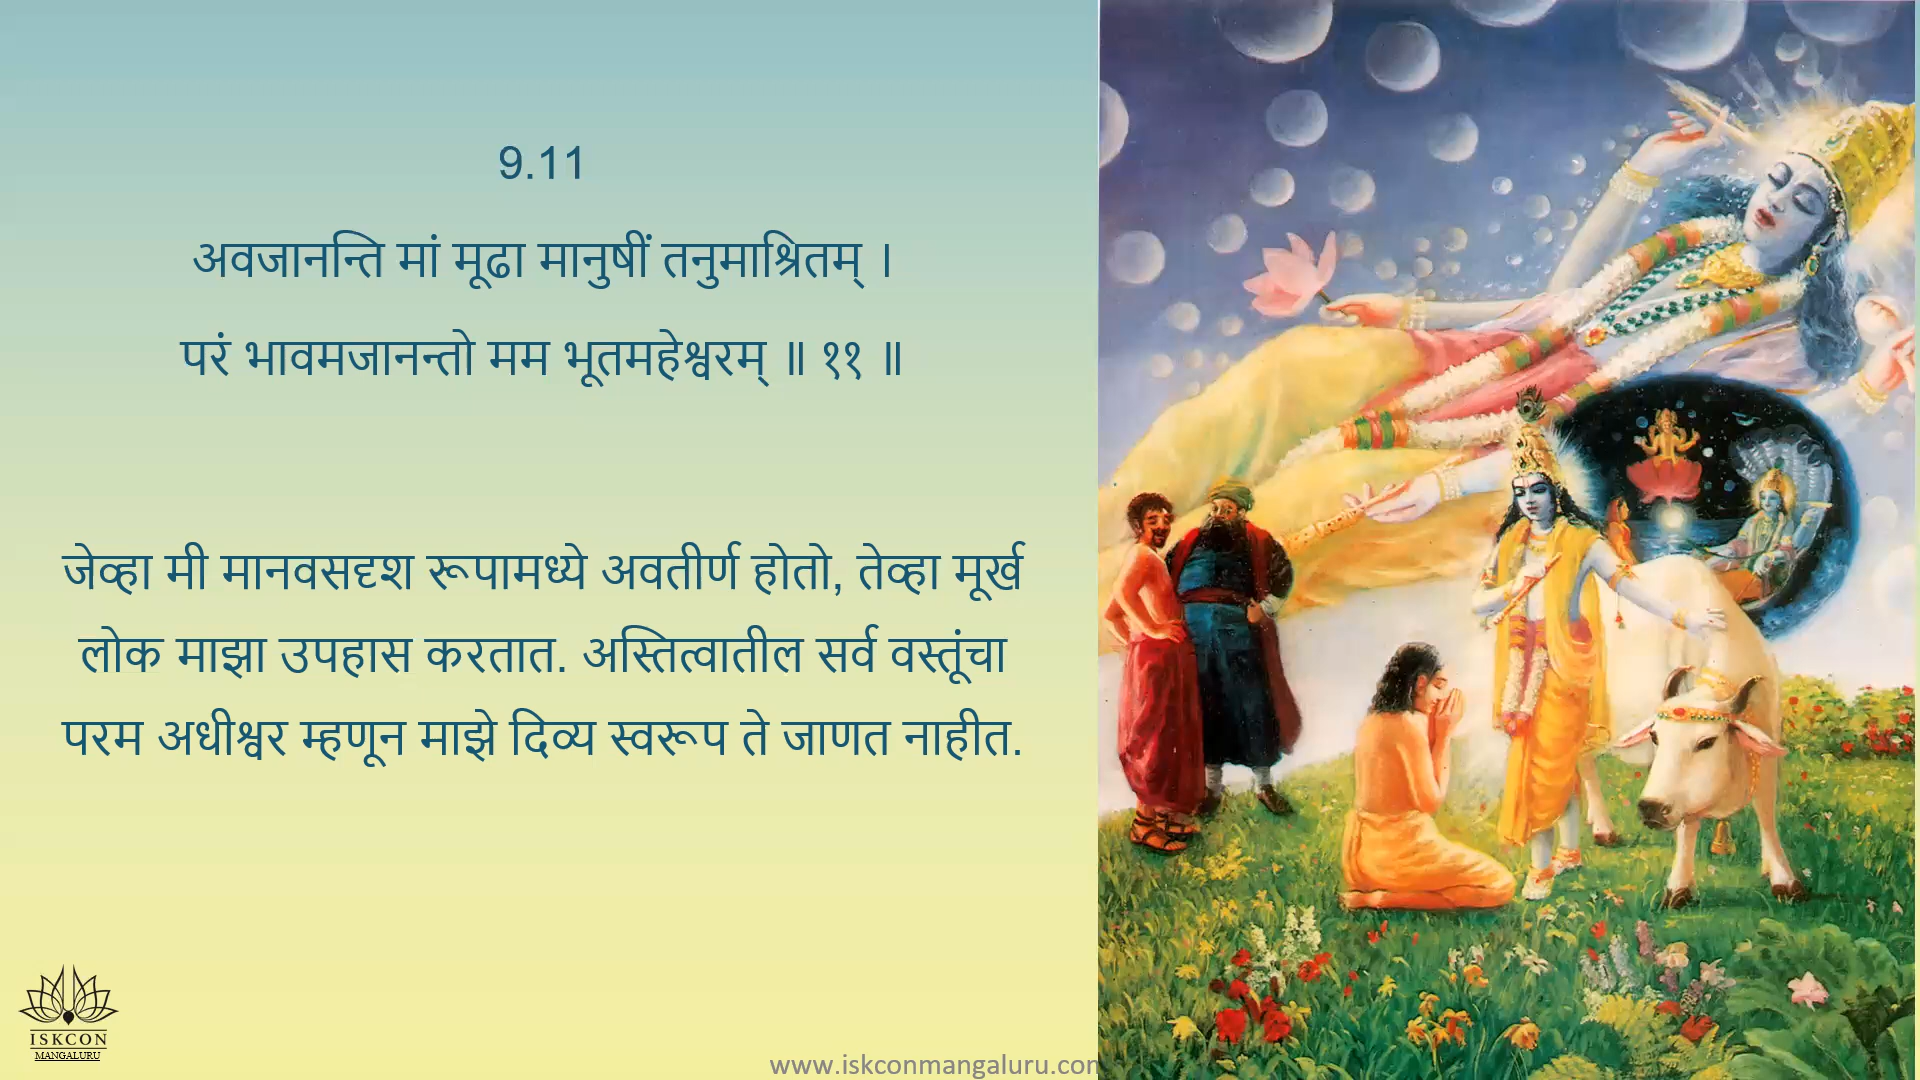 9.11
अवजानन्ति मां मूढा मानुषीं तनुमाश्रितम् ।
परं भावमजानन्तो मम भूतमहेश्वरम् ॥ ११ ॥
जेव्हा मी मानवसदृश रूपामध्ये अवतीर्ण होतो, तेव्हा मूर्ख
लोक माझा उपहास करतात. अस्तित्वातील सर्व वस्तूंचा
परम अधीश्वर म्हणून माझे दिव्य स्वरूप ते जाणत नाहीत.
ISKCON
MANGALURU
www.iskconmangaluru.com